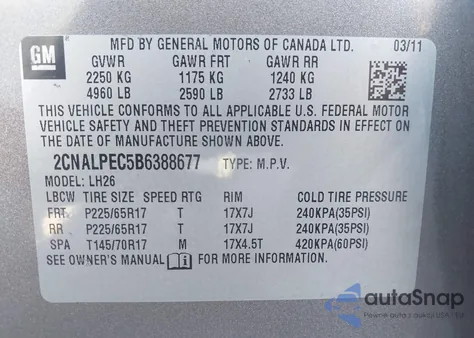 GM
MFD BY GENERAL MOTORS OF CANADA LTD. 03/11
GVWR GAWR FRT GAWR RR
2250 KG 1175 KG 1240 KG
4960 LB 2590 LB 2733 LB
THIS VEHICLE CONFORMS TO ALL APPLICABLE U.S. FEDERAL MOTOR
VEHICLE SAFETY AND THEFT PREVENTION STANDARDS IN EFFECT ON
THE DATE OF MANUFACTURE SHOWN ABOVE.
2CNALPEC5B6388677 TYPE: M.P.V.
MODEL: LH26
LBCW TIRE SIZE SPEED RTG RIM COLD TIRE PRESSURE
FRT P225/65R17 T 17X7J 240KPA(35PSI)
RR P225/65R17 T 17X7J 240KPA(35PSI)
SPA T145/70R17 M 17X4.5T 420KPA(60PSI)
SEE OWNER'S MANUAL i FOR MORE INFORMATION.
autoSnap
Pewnie auta z USA